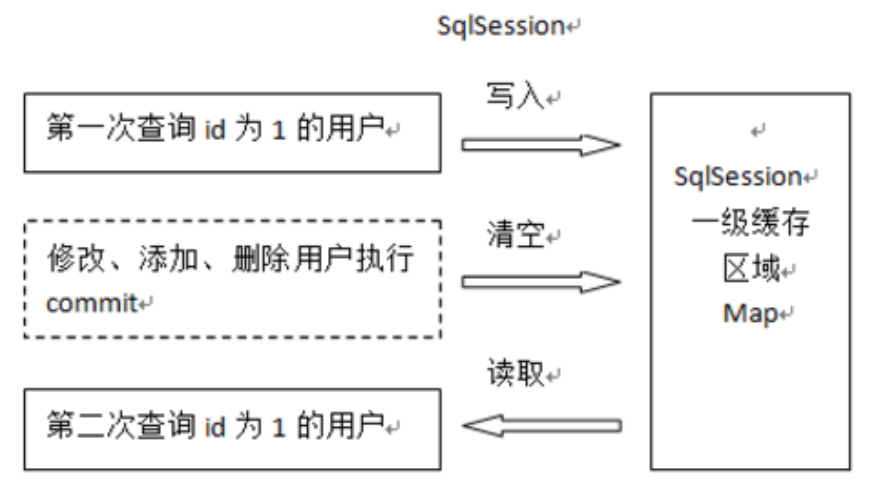 SqlSession↵
第一次查询 id 为 1 的用户↵
写入↵
修改、添加、删除用户执行
commit↵
清空↵
第二次查询 id 为 1 的用户↵
读取↵
↵
SqlSession↵
一级缓存
区域↵
Map↵